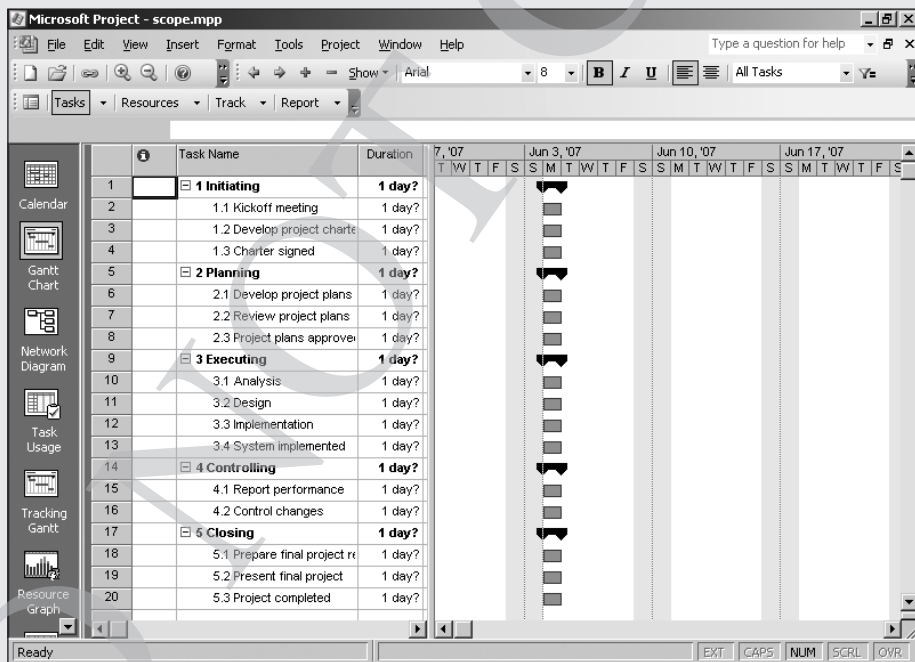 Microsoft Project - scope.mpp
File Edit View Insert Format Tools Project Window Help Type a question for help
Show Arial 8 B I U All Tasks
Tasks Resources Track Report
Task Name Duration 7, '07 Jun 3, '07 Jun 10, '07 Jun 17, '07
T W T F S S M T W T F S S M T W T F S S M T W T F S
1 1 Initiating 1 day?
2 1.1 Kickoff meeting 1 day?
3 1.2 Develop project charte 1 day?
4 1.3 Charter signed 1 day?
5 2 Planning 1 day?
6 2.1 Develop project plans 1 day?
7 2.2 Review project plans 1 day?
8 2.3 Project plans approve 1 day?
9 3 Executing 1 day?
10 3.1 Analysis 1 day?
11 3.2 Design 1 day?
12 3.3 Implementation 1 day?
13 3.4 System implemented 1 day?
14 4 Controlling 1 day?
15 4.1 Report performance 1 day?
16 4.2 Control changes 1 day?
17 5 Closing 1 day?
18 5.1 Prepare final project re 1 day?
19 5.2 Present final project 1 day?
20 5.3 Project completed 1 day?
Calendar
Gantt
Chart
Network
Diagram
Task
Usage
Tracking
Gantt
Resource
Graph
Ready EXT CAPS NUM SCRL OVR
NOT